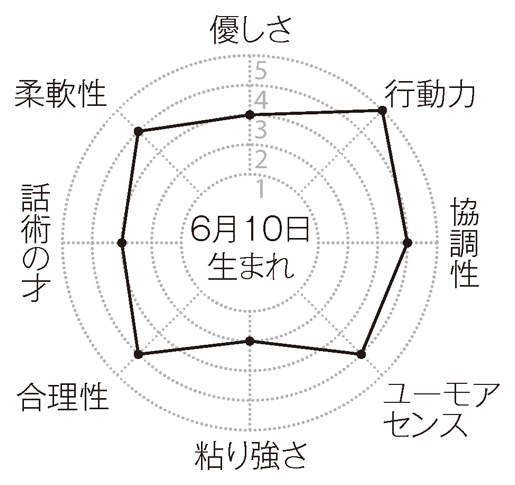 優しさ
5
4
3
2
1
柔軟性
行動力
話術の才
6月10日
生まれ
協調性
合理性
ユーモア
センス
粘り強さ